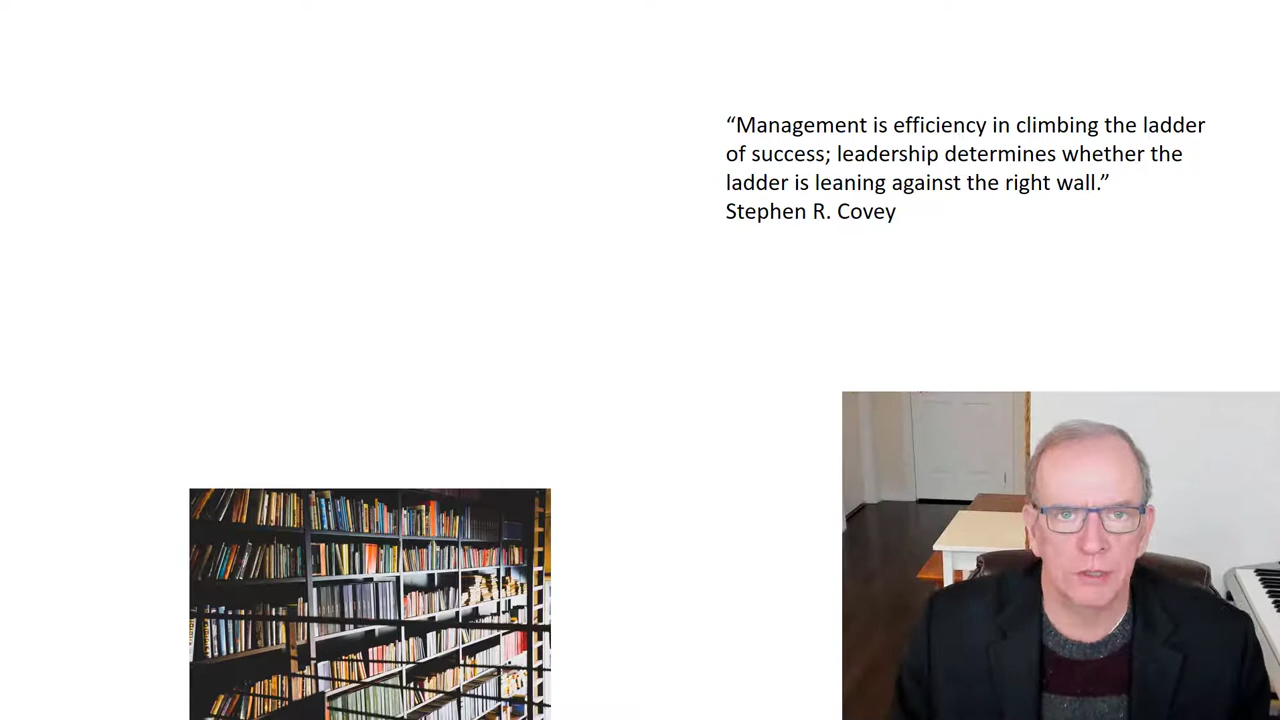 “Management is efficiency in climbing the ladder
of success; leadership determines whether the
ladder is leaning against the right wall.”
Stephen R. Covey